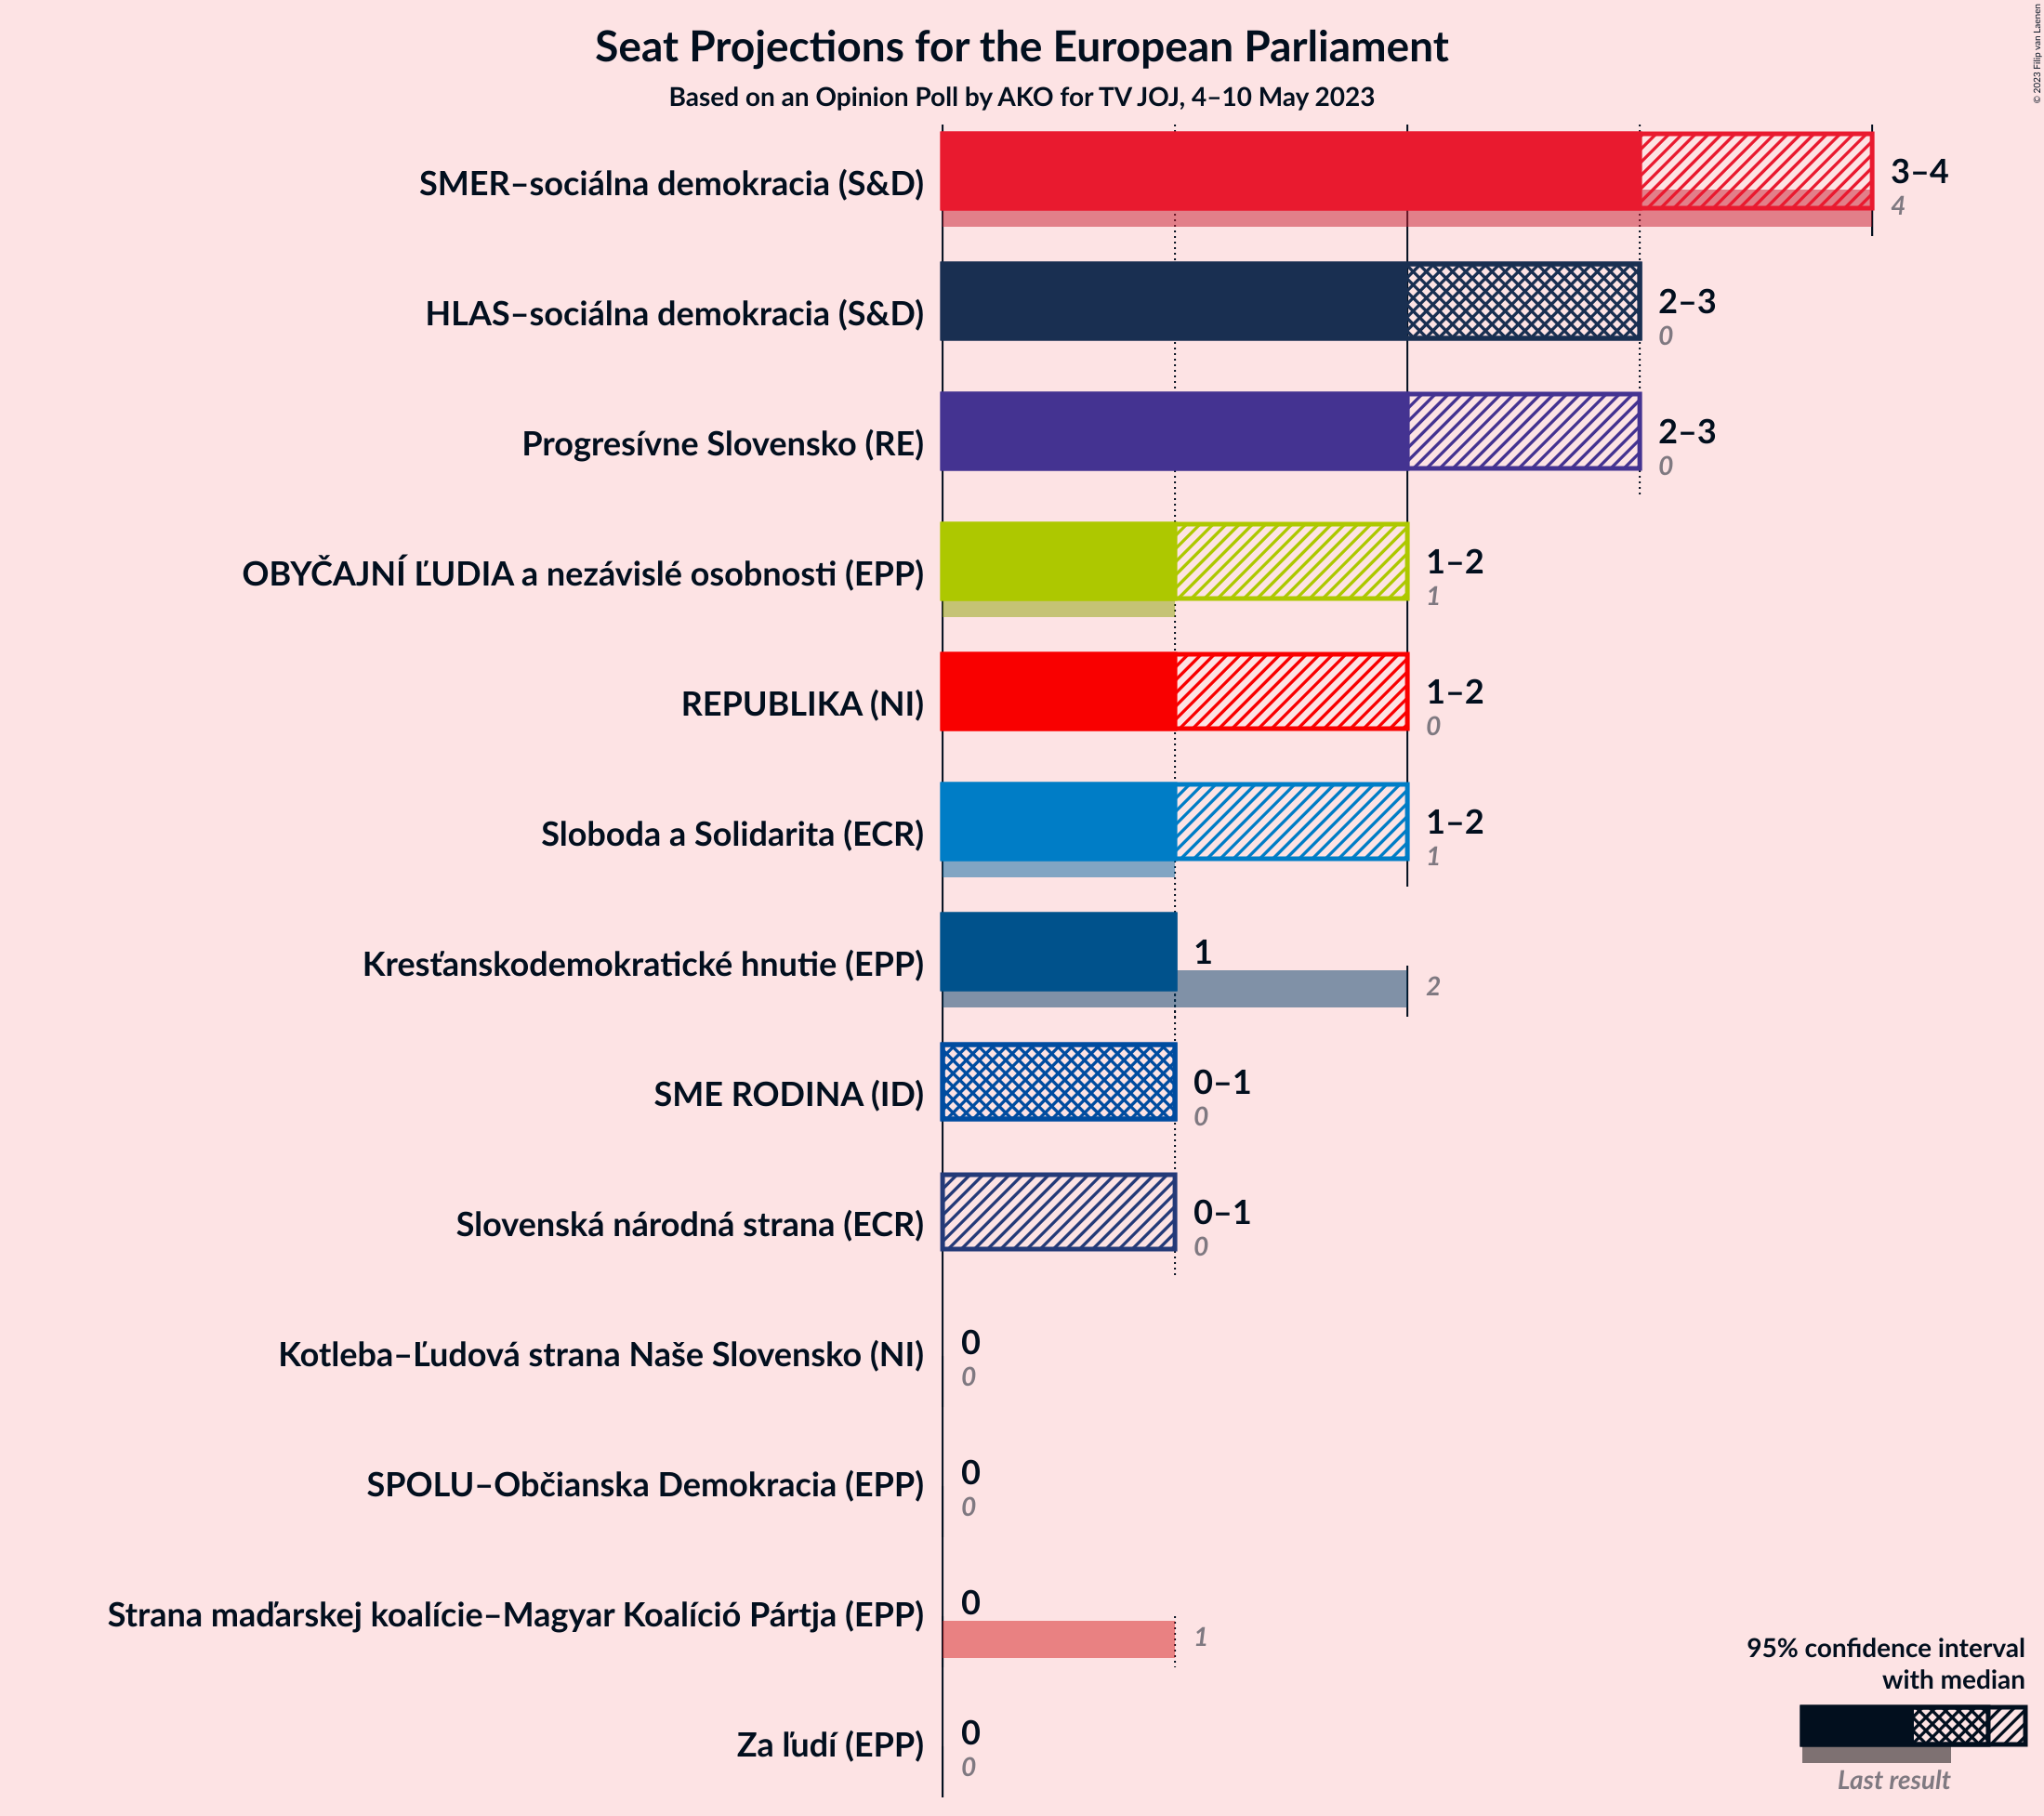 Seat Projections for the European Parliament
Based on an Opinion Poll by AKO for TV JOJ, 4–10 May 2023
© 2023 Filip van Laenen
SMER–sociálna demokracia (S&D)
3–4
4
HLAS–sociálna demokracia (S&D)
2–3
0
Progresívne Slovensko (RE)
2–3
0
OBYČAJNÍ ĽUDIA a nezávislé osobnosti (EPP)
1–2
1
REPUBLIKA (NI)
1–2
0
Sloboda a Solidarita (ECR)
1–2
1
Kresťanskodemokratické hnutie (EPP)
1
2
SME RODINA (ID)
0–1
0
Slovenská národná strana (ECR)
0–1
0
Kotleba–Ľudová strana Naše Slovensko (NI)
0
0
SPOLU–Občianska Demokracia (EPP)
0
0
Strana maďarskej koalície–Magyar Koalíció Pártja (EPP)
0
1
Za ľudí (EPP)
0
0
95% confidence interval
with median
Last result